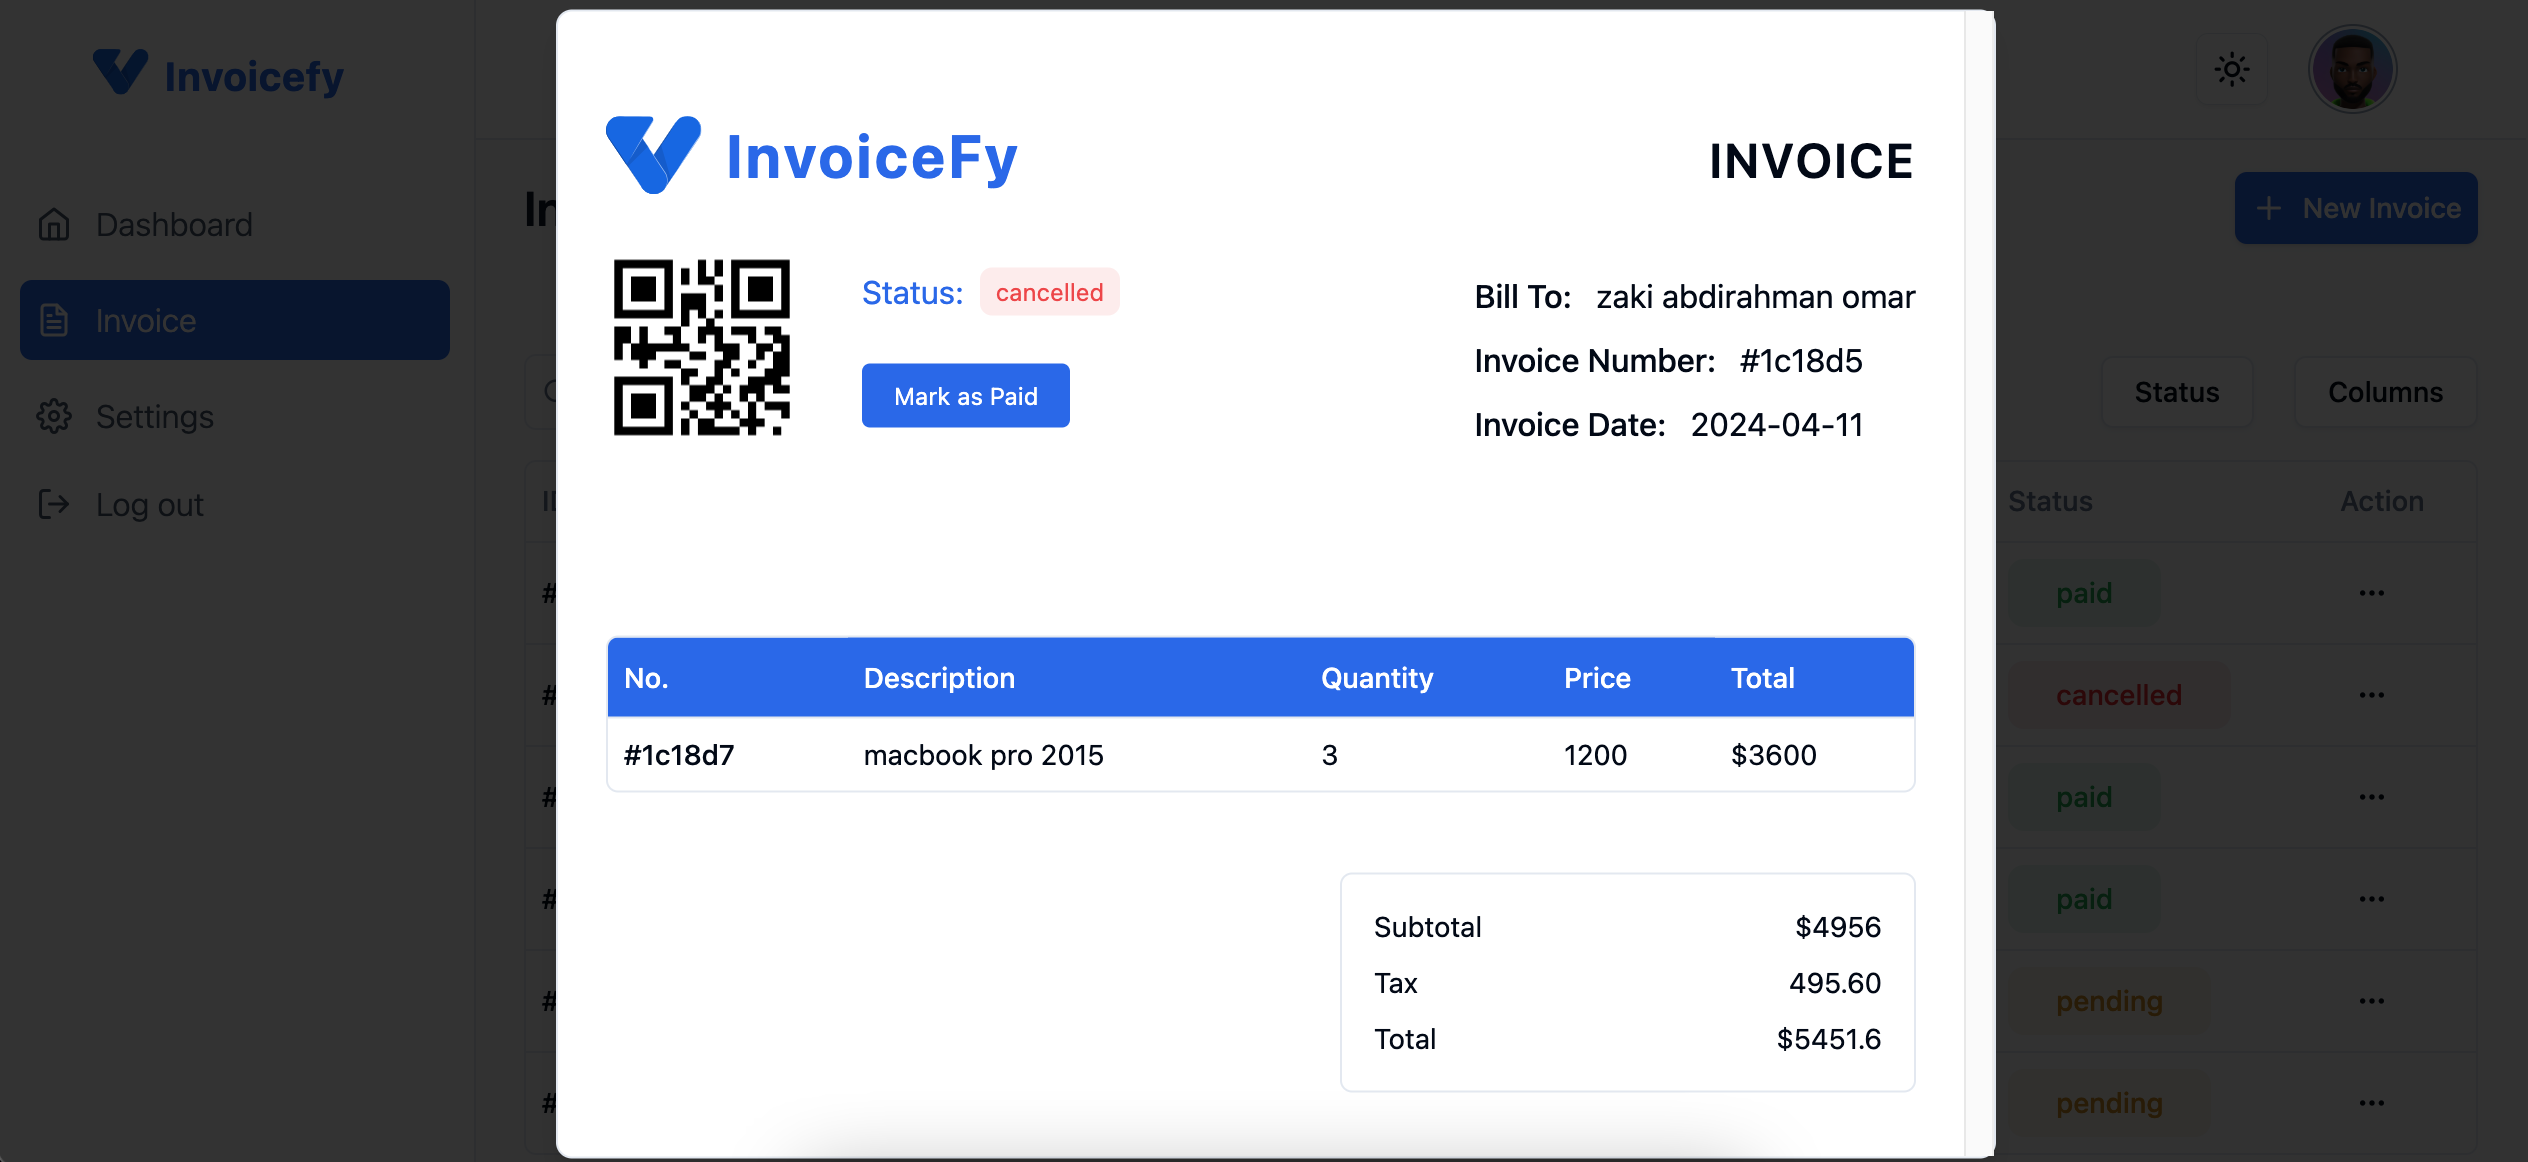 Invoicefy
Dashboard
Invoice
Settings
Log out
InvoiceFy
INVOICE
Status: cancelled
Mark as Paid
Bill To: zaki abdirahman omar
Invoice Number: #1c18d5
Invoice Date: 2024-04-11
No. Description Quantity Price Total
#1c18d7 macbook pro 2015 3 1200 $3600
Subtotal $4956
Tax 495.60
Total $5451.6
+ New Invoice
Status Columns
Status Action
# paid ...
# cancelled ...
# paid ...
# paid ...
# pending ...
# pending ...